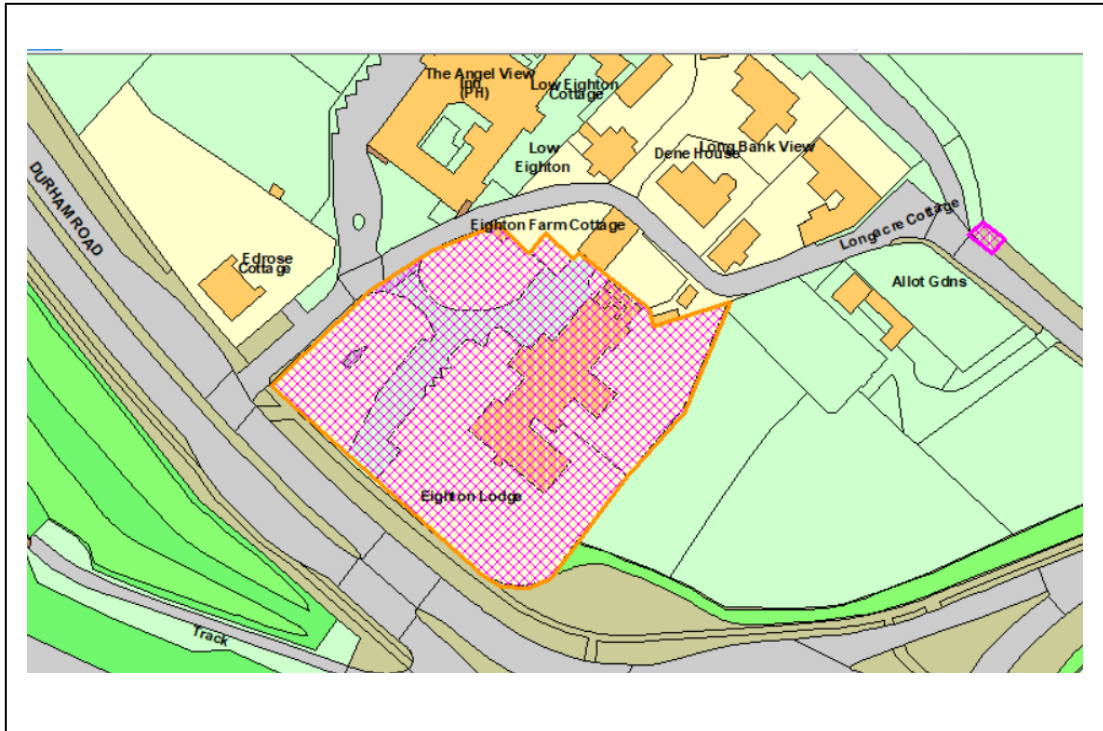 The Angel View
Inn
(PH)
Low Eighton
Cottage
Low
Eighton
Dene House
Long Bank View
DURHAM ROAD
Edrose
Cottage
Eighton Farm Cottage
Longacre Cottage
Allot Gdns
Eighton Lodge
Track